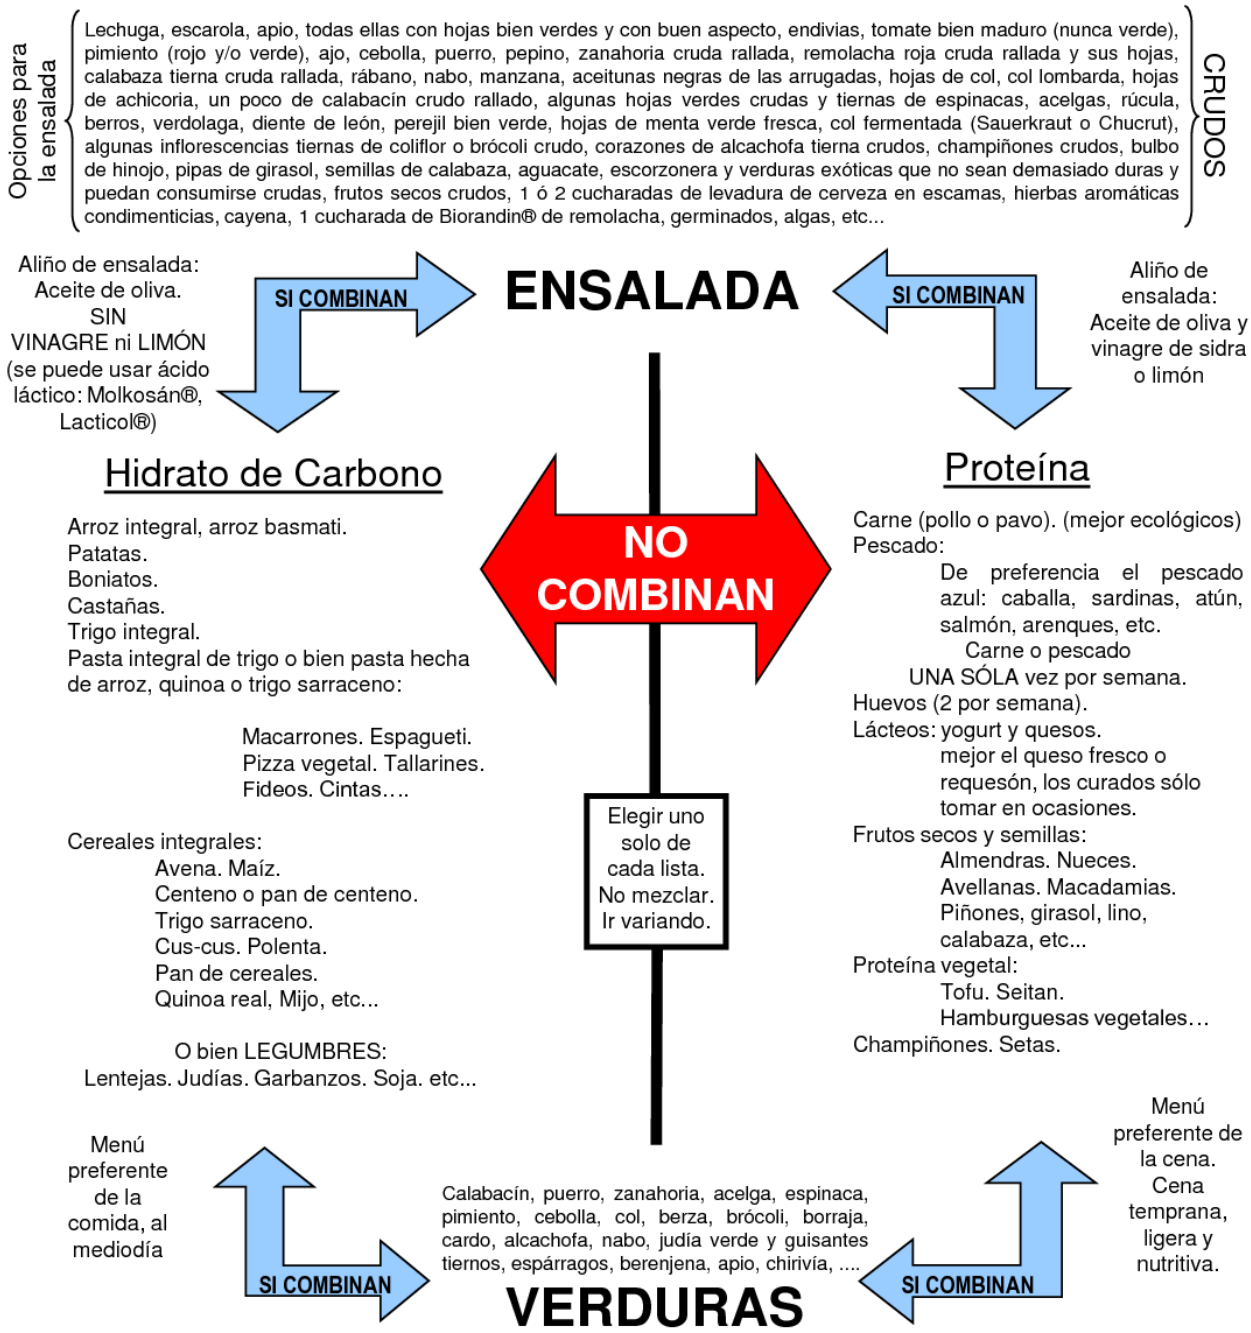 Opciones para
la ensalada
Lechuga, escarola, apio, todas ellas con hojas bien verdes y con buen aspecto, endivias, tomate bien maduro (nunca verde),
pimiento (rojo y/o verde), ajo, cebolla, puerro, pepino, zanahoria cruda rallada, remolacha roja cruda rallada y sus hojas,
calabaza tierna cruda rallada, rábano, nabo, manzana, aceitunas negras de las arrugadas, hojas de col, col lombarda, hojas
de achicoria, un poco de calabacín crudo rallado, algunas hojas verdes crudas y tiernas de espinacas, acelgas, rúcula,
berros, verdolaga, diente de león, perejil bien verde, hojas de menta verde fresca, col fermentada (Sauerkraut o Chucrut),
algunas inflorescencias tiernas de coliflor o brócoli crudo, corazones de alcachofa tierna crudos, champiñones crudos, bulbo
de hinojo, pipas de girasol, semillas de calabaza, aguacate, escorzonera y verduras exóticas que no sean demasiado duras y
puedan consumirse crudas, frutos secos crudos, 1 ó 2 cucharadas de levadura de cerveza en escamas, hierbas aromáticas
condimenticias, cayena, 1 cucharada de Biorandin® de remolacha, germinados, algas, etc...
CRUDOS
Aliño de ensalada:
Aceite de oliva.
SIN
VINAGRE ni LIMÓN
(se puede usar ácido
láctico: Molkosán®,
Lacticol®)
SI COMBINAN
ENSALADA
SI COMBINAN
Aliño de
ensalada:
Aceite de oliva y
vinagre de sidra
o limón
Hidrato de Carbono
Arroz integral, arroz basmati.
Patatas.
Boniatos.
Castañas.
Trigo integral.
Pasta integral de trigo o bien pasta hecha
de arroz, quinoa o trigo sarraceno:
Macarrones. Espagueti.
Pizza vegetal. Tallarines.
Fideos. Cintas....
Cereales integrales:
Avena. Maíz.
Centeno o pan de centeno.
Trigo sarraceno.
Cus-cus. Polenta.
Pan de cereales.
Quinoa real, Mijo, etc...
O bien LEGUMBRES:
Lentejas. Judías. Garbanzos. Soja. etc...
NO
COMBINAN
Elegir uno
solo de
cada lista.
No mezclar.
Ir variando.
Proteína
Carne (pollo o pavo). (mejor ecológicos)
Pescado:
De preferencia el pescado
azul: caballa, sardinas, atún,
salmón, arenques, etc.
Carne o pescado
UNA SÓLA vez por semana.
Huevos (2 por semana).
Lácteos: yogurt y quesos.
mejor el queso fresco o
requesón, los curados sólo
tomar en ocasiones.
Frutos secos y semillas:
Almendras. Nueces.
Avellanas. Macadamias.
Piñones, girasol, lino,
calabaza, etc...
Proteína vegetal:
Tofu. Seitan.
Hamburguesas vegetales...
Champiñones. Setas.
Menú
preferente
de la
comida, al
mediodía
SI COMBINAN
Calabacín, puerro, zanahoria, acelga, espinaca,
pimiento, cebolla, col, berza, brócoli, borraja,
cardo, alcachofa, nabo, judía verde y guisantes
tiernos, espárragos, berenjena, apio, chirivía, ....
VERDURAS
SI COMBINAN
Menú
preferente de
la cena.
Cena
temprana,
ligera y
nutritiva.